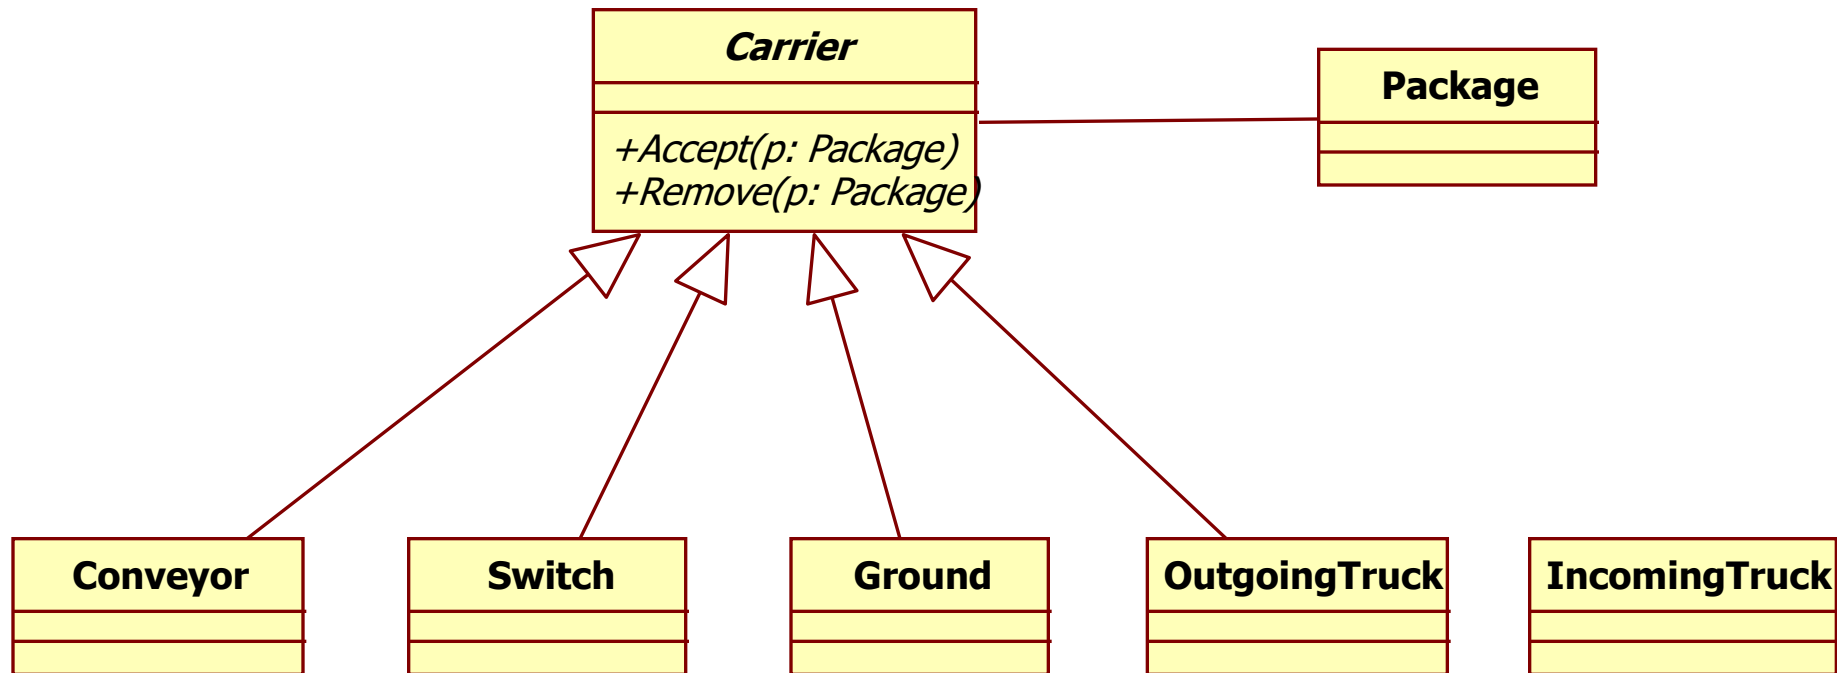 Carrier
+Accept(p: Package)
+Remove(p: Package)
Package
Conveyor
Switch
Ground
OutgoingTruck
IncomingTruck